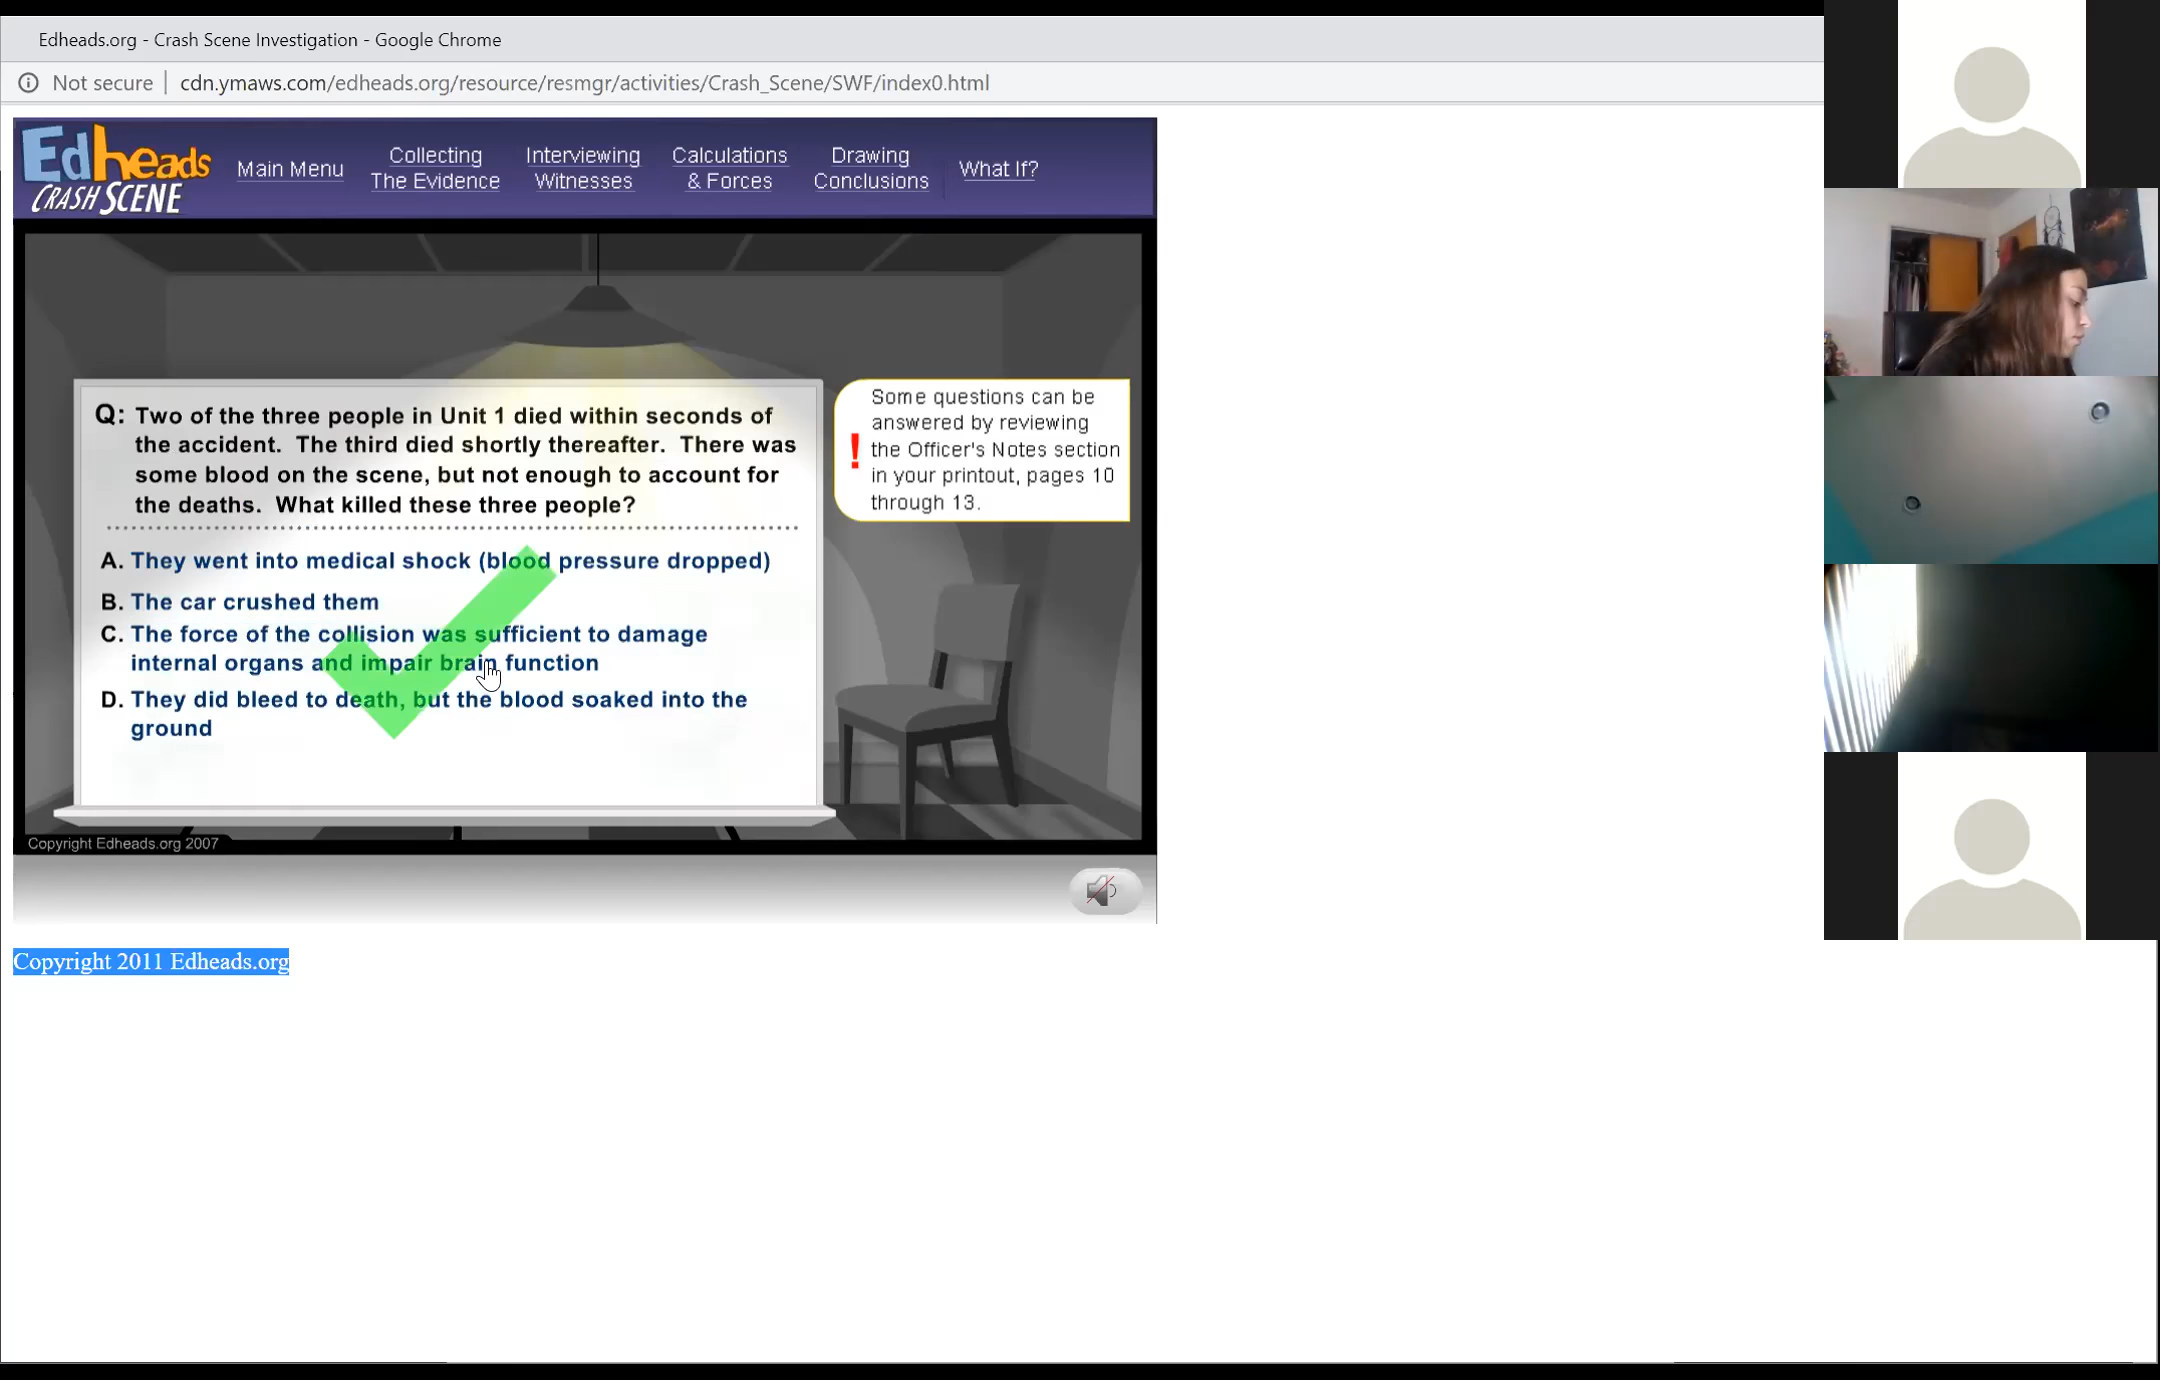 Edheads.org - Crash Scene Investigation - Google Chrome
Not secure
cdn.ymaws.com/edheads.org/resource/resmgr/activities/Crash_Scene/SWF/index0.html
Edheads
CRASH SCENE
Main Menu
Collecting
The Evidence
Interviewing
Witnesses
Calculations
& Forces
Drawing
Conclusions
What If?
Q: Two of the three people in Unit 1 died within seconds of
the accident. The third died shortly thereafter. There was
some blood on the scene, but not enough to account for
the deaths. What killed these three people?
A. They went into medical shock (blood pressure dropped)
B. The car crushed them
C. The force of the collision was sufficient to damage
internal organs and impair brain function
D. They did bleed to death, but the blood soaked into the
ground
!
Some questions can be
answered by reviewing
the Officer's Notes section
in your printout, pages 10
through 13.
Copyright Edheads.org 2007
Copyright 2011 Edheads.org